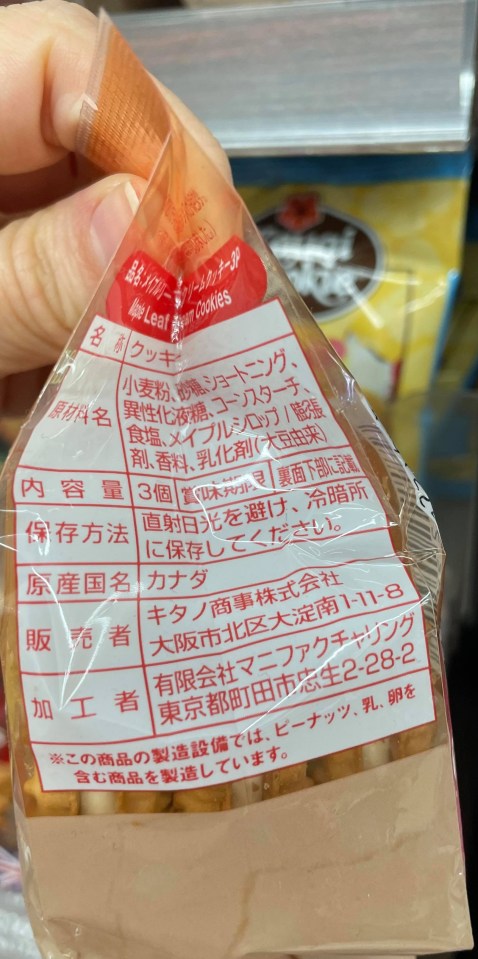 品名:メイプルリーフクリームクッキー3P
Maple Leaf Cream Cookies
名称 クッキー
原材料名 小麦粉、砂糖、ショートニング、
異性化液糖、コーンスターチ、
食塩、メイプルシロップ/膨張
剤、香料、乳化剤(大豆由来)
内容量 3個 賞味期限 裏面下部に記載
保存方法 直射日光を避け、冷暗所
に保存してください。
原産国名 カナダ
販売者 キタノ商事株式会社
大阪市北区大淀南1-11-8
加工者 有限会社マニファクチャリング
東京都町田市忠生2-28-2
※この商品の製造設備では、ピーナッツ、乳、卵を
含む商品を製造しています。